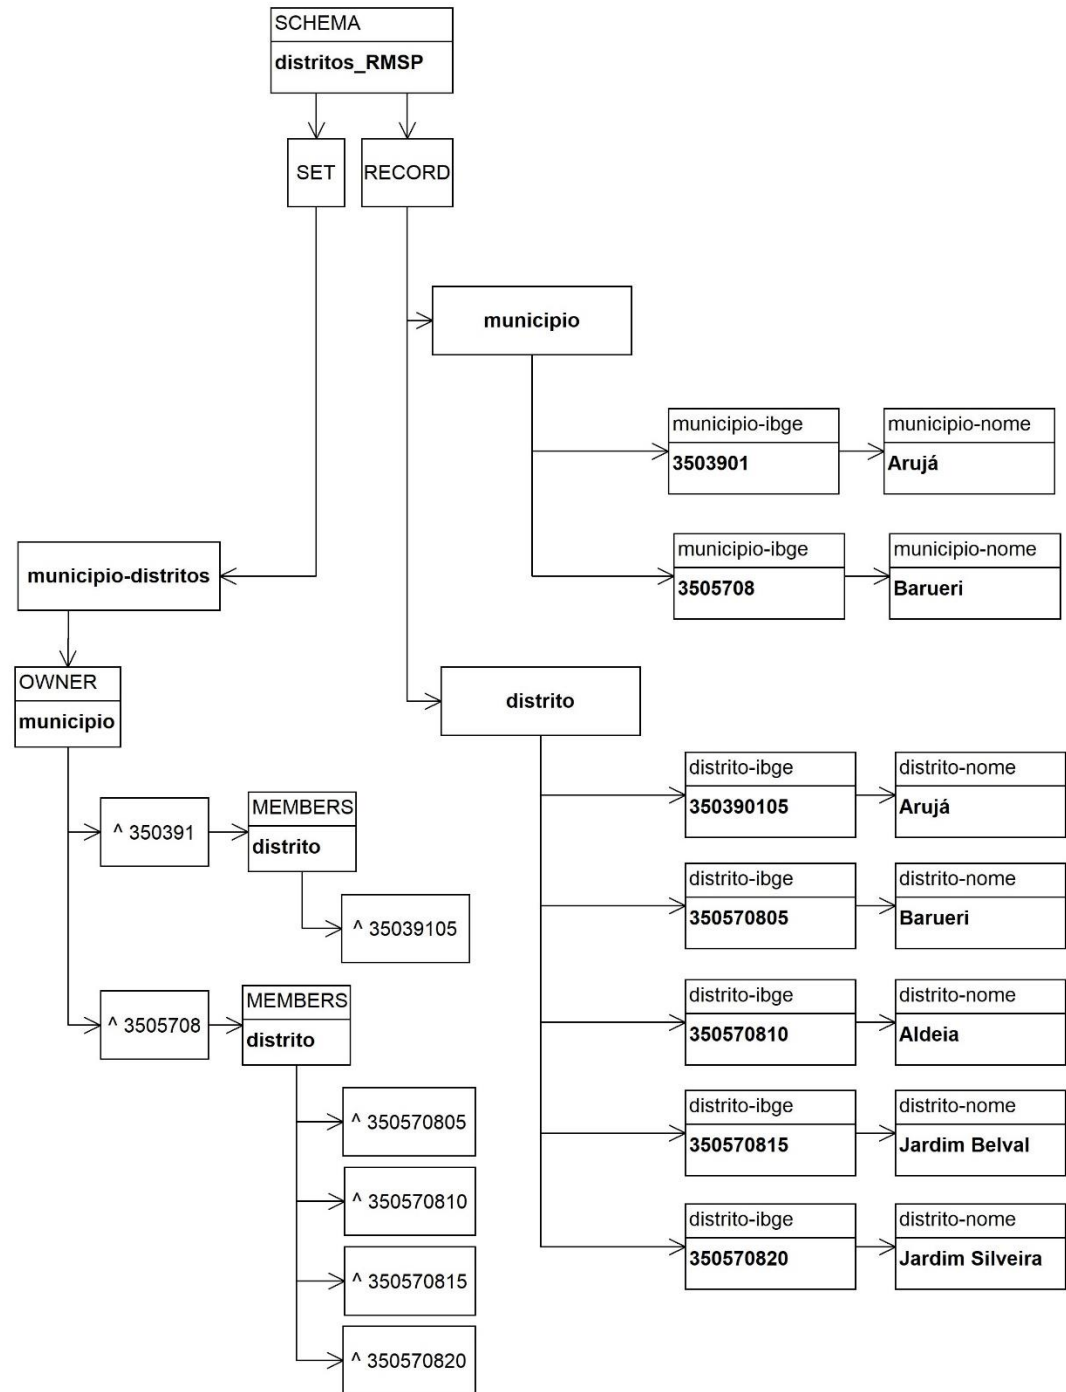 SCHEMA
distritos_RMSP
SET
RECORD
municipio
municipio-ibge
3503901
municipio-nome
Arujá
municipio-ibge
3505708
municipio-nome
Barueri
distrito
distrito-ibge
350390105
distrito-nome
Arujá
distrito-ibge
350570805
distrito-nome
Barueri
distrito-ibge
350570810
distrito-nome
Aldeia
distrito-ibge
350570815
distrito-nome
Jardim Belval
distrito-ibge
350570820
distrito-nome
Jardim Silveira
municipio-distritos
OWNER
municipio
^ 350391
MEMBERS
distrito
^ 35039105
^ 3505708
MEMBERS
distrito
^ 350570805
^ 350570810
^ 350570815
^ 350570820